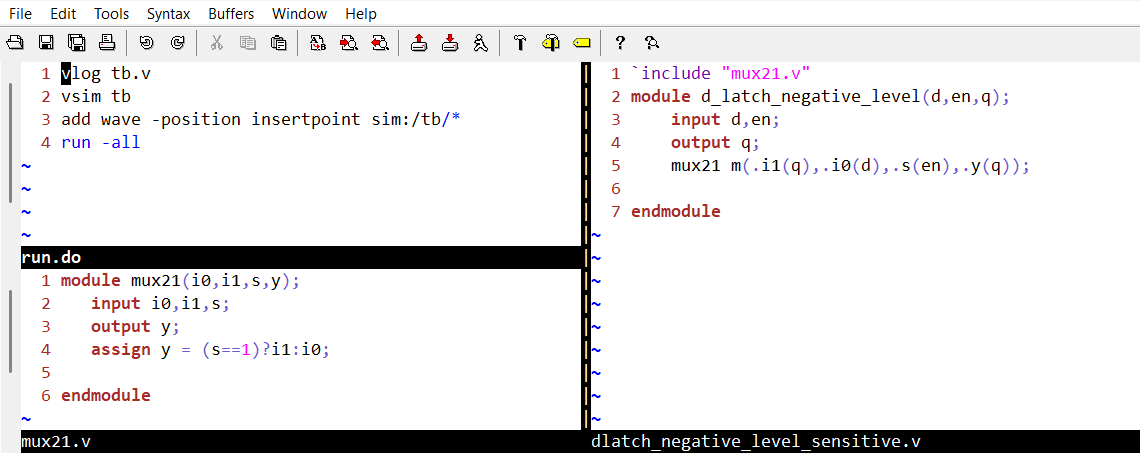 File Edit Tools Syntax Buffers Window Help
1 vlog tb.v
2 vsim tb
3 add wave -position insertpoint sim:/tb/*
4 run -all
~
~
~
~
run.do
1 module mux21(i0,i1,s,y);
2    input i0,i1,s;
3    output y;
4    assign y = (s==1)?i1:i0;
5
6 endmodule
~
mux21.v
1 `include "mux21.v"
2 module d_latch_negative_level(d,en,q);
3     input d,en;
4     output q;
5     mux21 m(.i1(q),.i0(d),.s(en),.y(q));
6
7 endmodule
~
~
~
~
~
~
~
~
~
dlatch_negative_level_sensitive.v